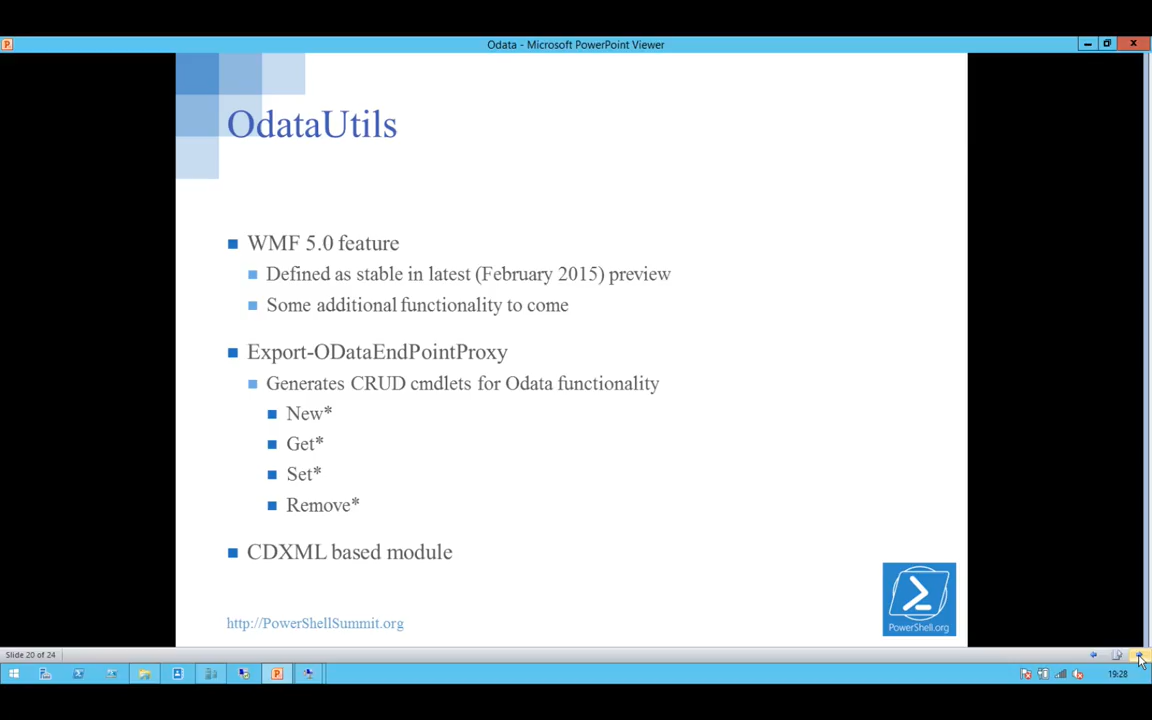 Odata - Microsoft PowerPoint Viewer
OdataUtils
WMF 5.0 feature
Defined as stable in latest (February 2015) preview
Some additional functionality to come
Export-ODataEndPointProxy
Generates CRUD cmdlets for Odata functionality
New*
Get*
Set*
Remove*
CDXML based module
http://PowerShellSummit.org
PowerShell.org
Slide 20 of 24
19:28